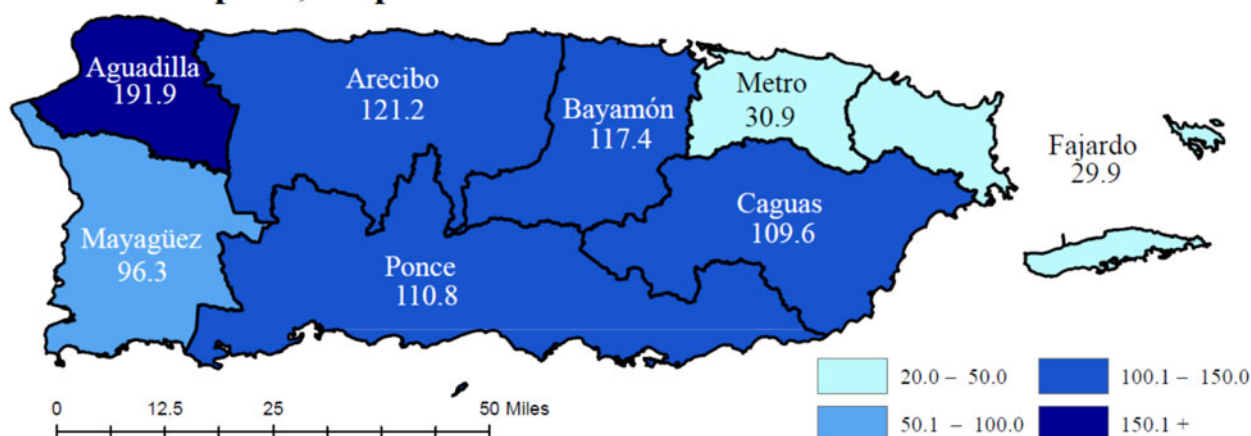 Aguadilla
191.9
Arecibo
121.2
Bayamón
117.4
Metro
30.9
Fajardo
29.9
Mayagüez
96.3
Ponce
110.8
Caguas
109.6
0 12.5 25 50 Miles
20.0 – 50.0
100.1 – 150.0
50.1 – 100.0
150.1 +